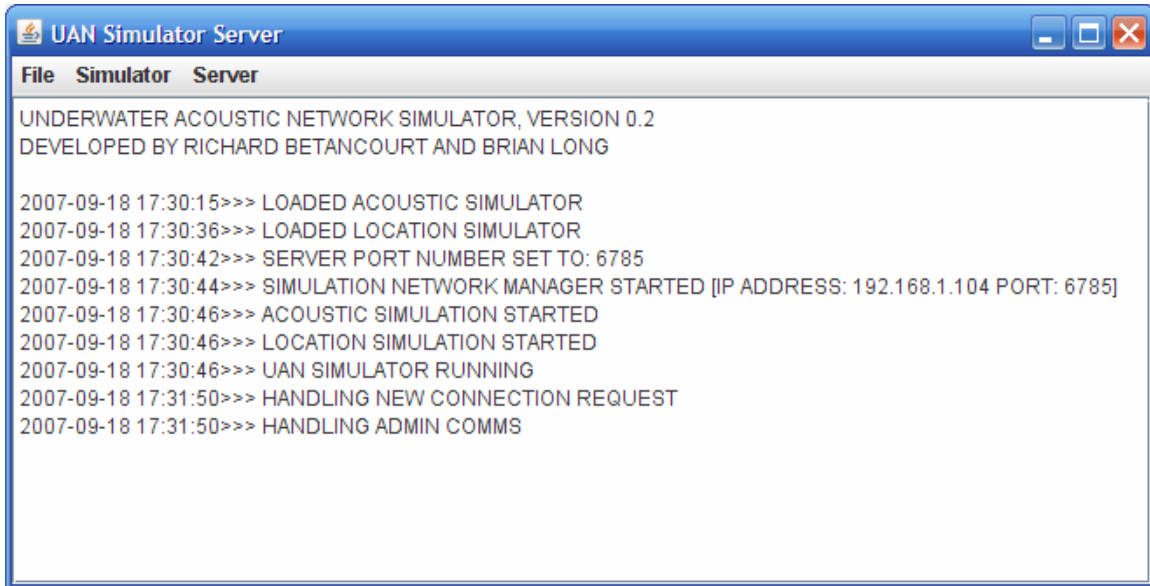 UAN Simulator Server
File Simulator Server
UNDERWATER ACOUSTIC NETWORK SIMULATOR, VERSION 0.2
DEVELOPED BY RICHARD BETANCOURT AND BRIAN LONG
2007-09-18 17:30:15>>> LOADED ACOUSTIC SIMULATOR
2007-09-18 17:30:36>>> LOADED LOCATION SIMULATOR
2007-09-18 17:30:42>>> SERVER PORT NUMBER SET TO: 6785
2007-09-18 17:30:44>>> SIMULATION NETWORK MANAGER STARTED [IP ADDRESS: 192.168.1.104 PORT: 6785]
2007-09-18 17:30:46>>> ACOUSTIC SIMULATION STARTED
2007-09-18 17:30:46>>> LOCATION SIMULATION STARTED
2007-09-18 17:30:46>>> UAN SIMULATOR RUNNING
2007-09-18 17:31:50>>> HANDLING NEW CONNECTION REQUEST
2007-09-18 17:31:50>>> HANDLING ADMIN COMMS